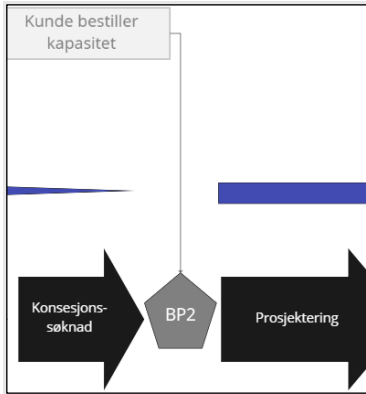 Kunde bestiller
kapasitet
Konsesjons-
søknad
BP2
Prosjektering